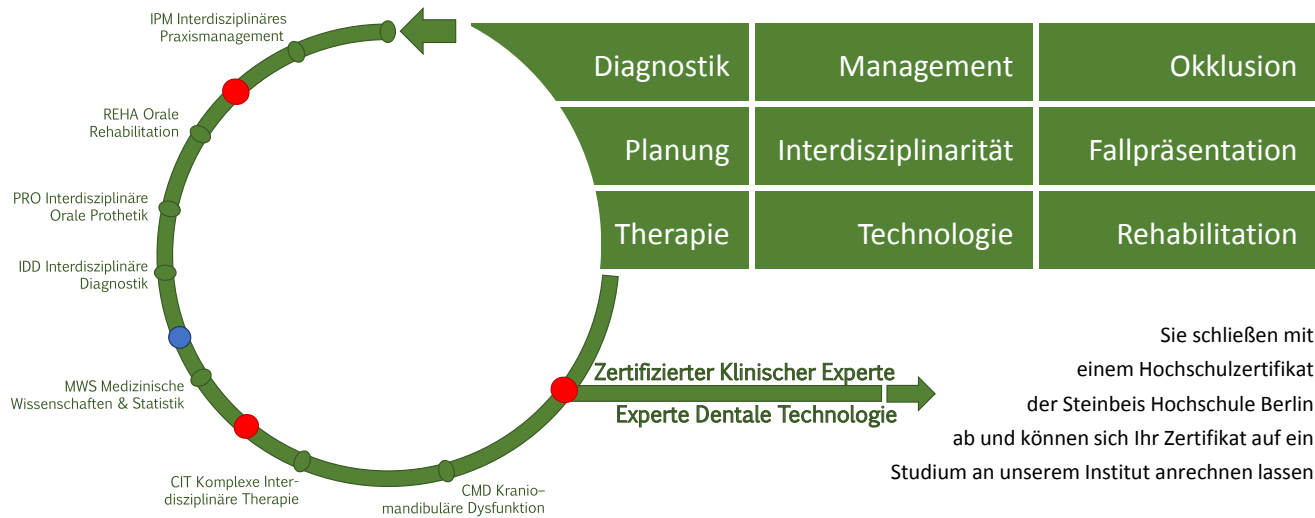 IPM Interdisziplinäres
Praxismanagement
REHA Orale
Rehabilitation
PRO Interdisziplinäre
Orale Prothetik
IDD Interdisziplinäre
Diagnostik
MWS Medizinische
Wissenschaften & Statistik
CIT Komplexe Inter-
disziplinäre Therapie
CMD Kranio–
mandibuläre Dysfunktion
Diagnostik Management Okklusion
Planung Interdisziplinarität Fallpräsentation
Therapie Technologie Rehabilitation
Zertifizierter Klinischer Experte
Experte Dentale Technologie
Sie schließen mit
einem Hochschulzertifikat
der Steinbeis Hochschule Berlin
ab und können sich Ihr Zertifikat auf ein
Studium an unserem Institut anrechnen lassen